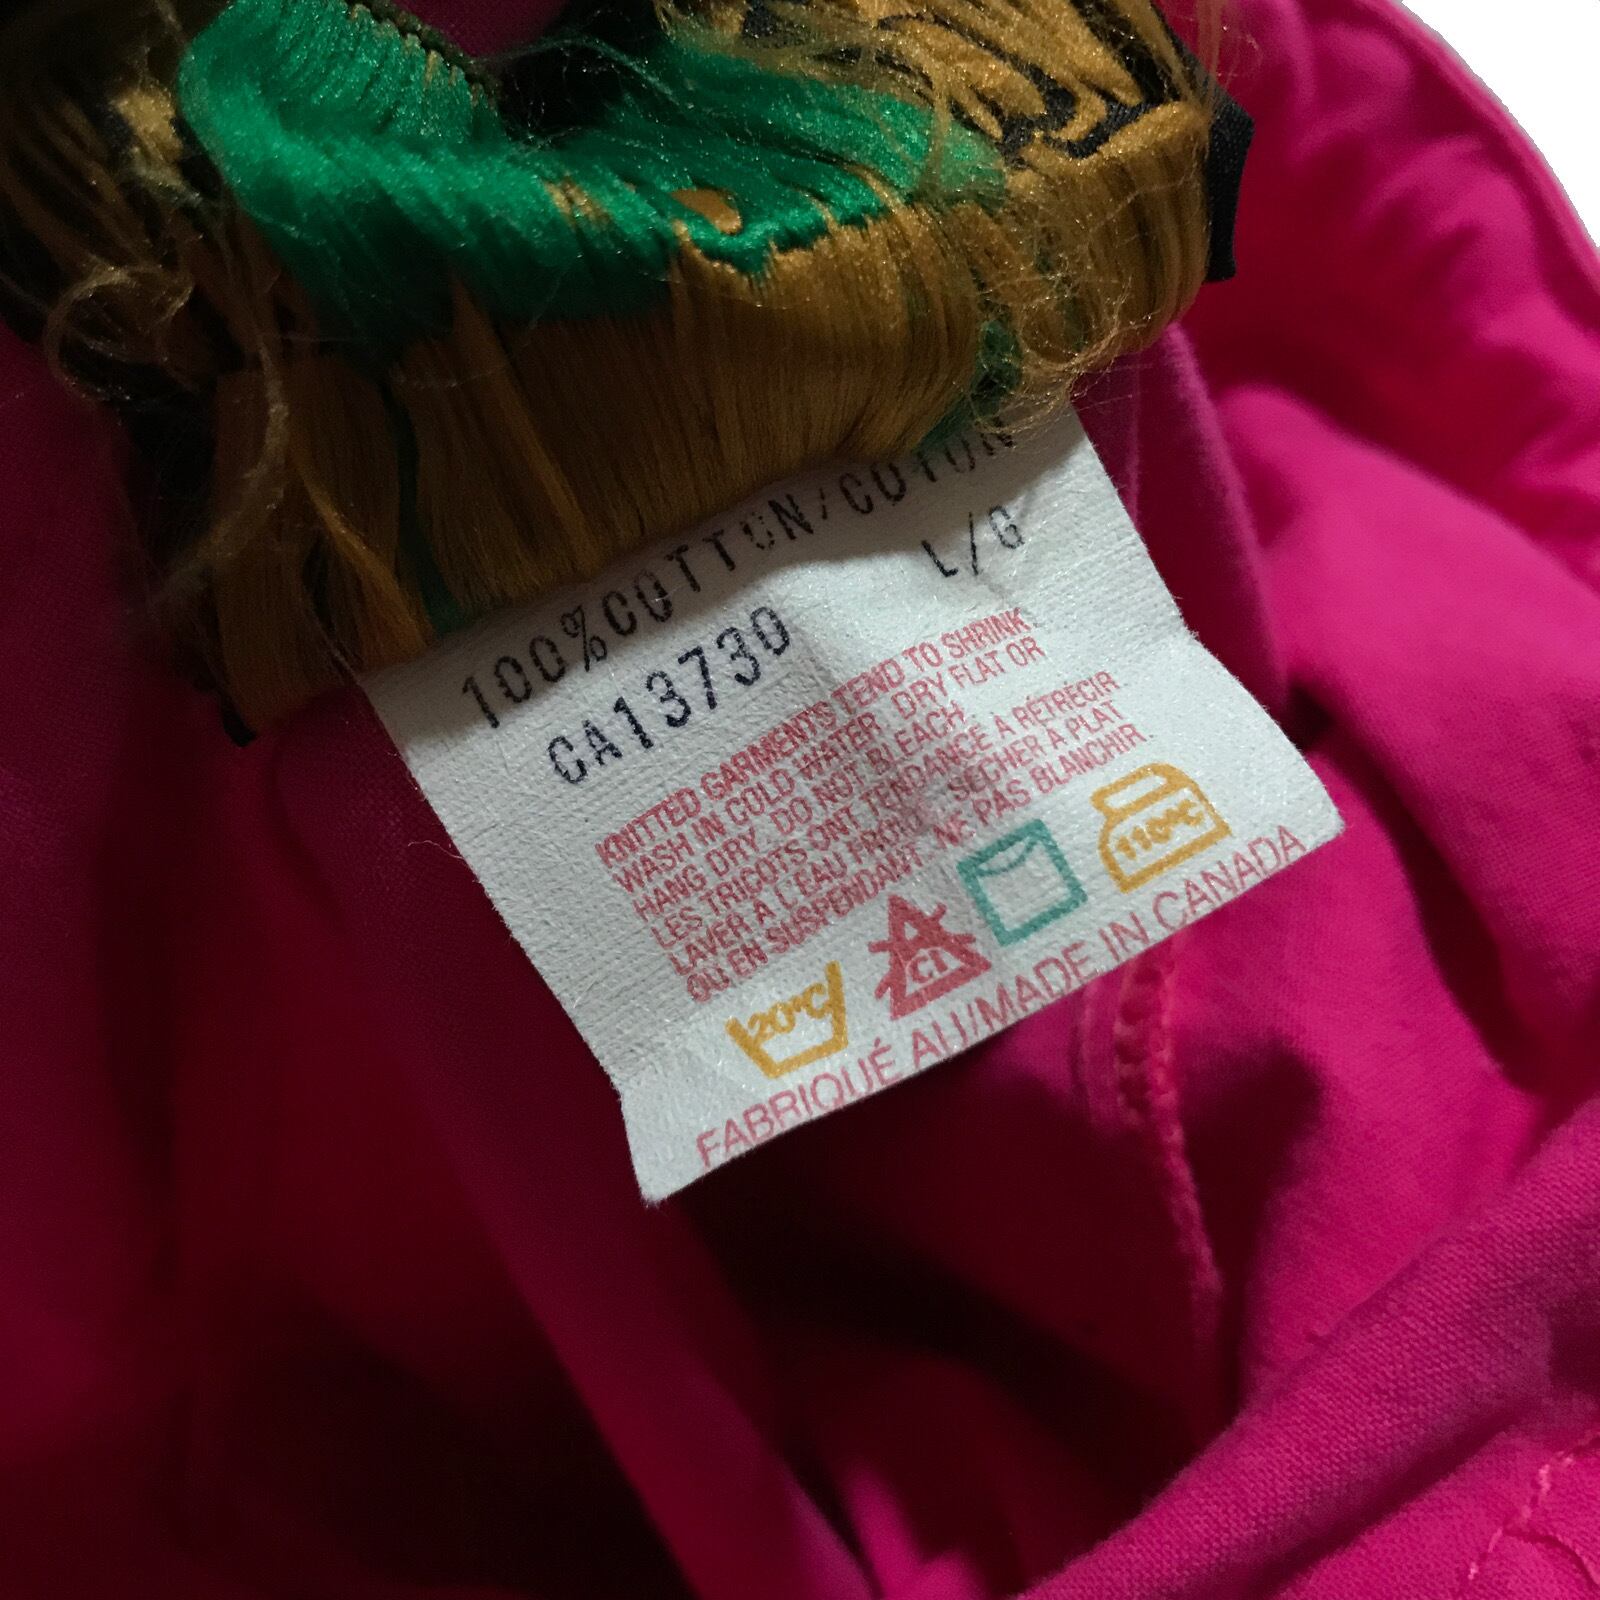 100%COTTON/COTON
L/G
CA13730
KNITTED GARMENTS TEND TO SHRINK.
WASH IN COLD WATER. DRY FLAT OR
HANG DRY. DO NOT BLEACH
LES TRICOTS ONT TENDANCE À RÉTRÉCIR
LAVER À L'EAU FROIDE. SÉCHER À PLAT
OU EN SUSPENDANT. NE PAS BLANCHIR.
20°C CI 110°C
FABRIQUÉ AU/MADE IN CANADA